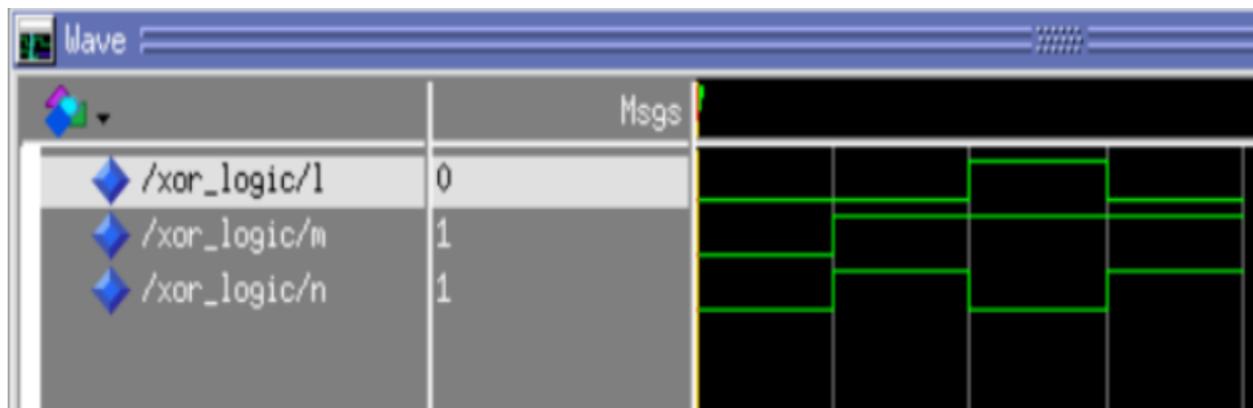 Wave
Msgs
/xor_logic/l 0
/xor_logic/m 1
/xor_logic/n 1